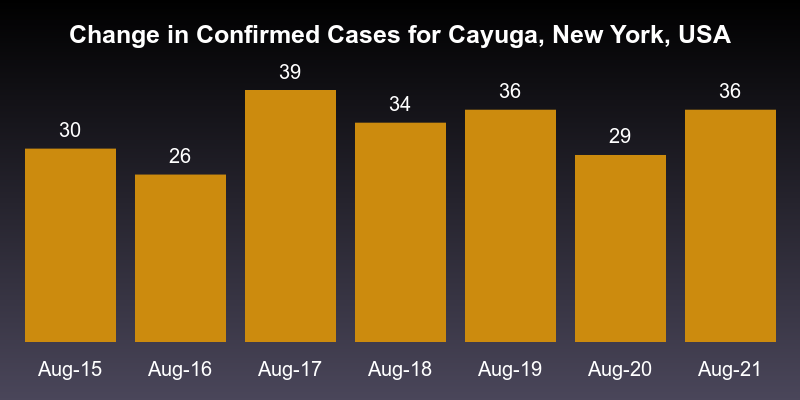 Change in Confirmed Cases for Cayuga, New York, USA
30 26 39 34 36 29 36
Aug-15 Aug-16 Aug-17 Aug-18 Aug-19 Aug-20 Aug-21